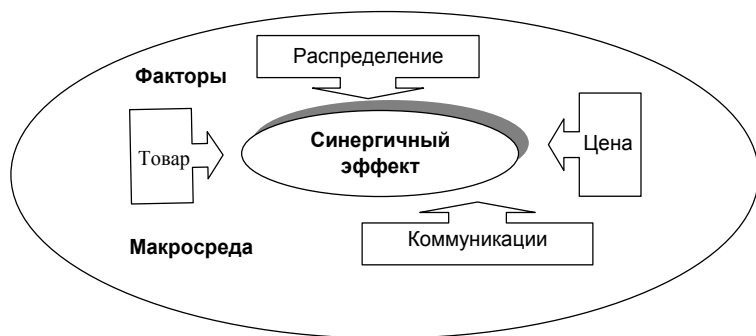 Распределение
Факторы
Товар
Синергичный
эффект
Цена
Коммуникации
Макросреда